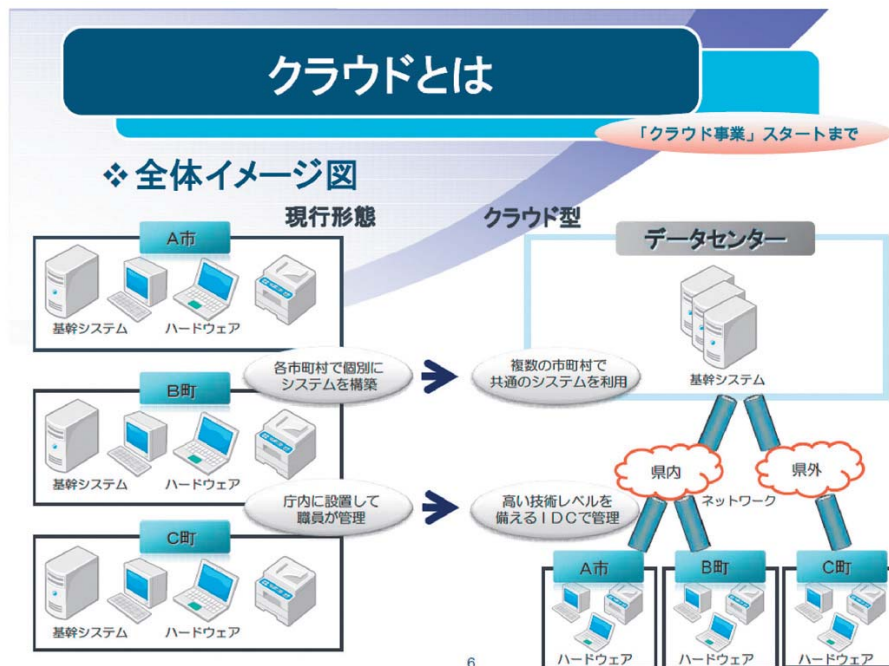 クラウドとは
「クラウド事業」スタートまで
❖全体イメージ図
現行形態
クラウド型
A市
基幹システム
ハードウェア
B町
基幹システム
ハードウェア
C町
基幹システム
ハードウェア
各市町村で個別に
システムを構築
複数の市町村で
共通のシステムを利用
庁内に設置して
職員が管理
高い技術レベルを
備えるIDCで管理
データセンター
基幹システム
県内
県外
ネットワーク
A市
ハードウェア
B町
ハードウェア
C町
ハードウェア
6